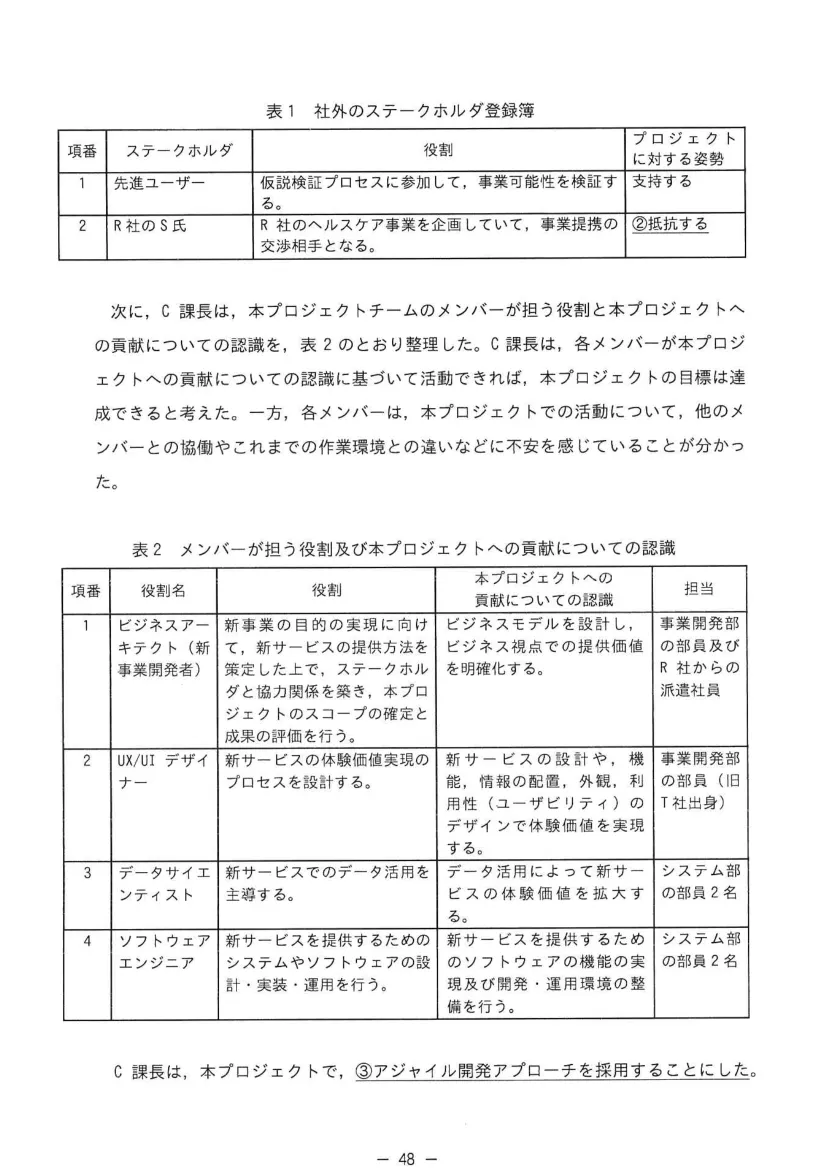 表１　社外のステークホルダ登録簿
項番
ステークホルダ
役割
プロジェクト
に対する姿勢
1
先進ユーザー
仮説検証プロセスに参加して，事業可能性を検証す
る。
支持する
2
R社のS氏
R 社のヘルスケア事業を企画していて，事業提携の
交渉相手となる。
②抵抗する
次に，C 課長は，本プロジェクトチームのメンバーが担う役割と本プロジェクトへ
の貢献についての認識を，表 2 のとおり整理した。C 課長は，各メンバーが本プロジ
ェクトへの貢献についての認識に基づいて活動できれば，本プロジェクトの目標は達
成できると考えた。一方，各メンバーは，本プロジェクトでの活動について，他のメ
ンバーとの協働やこれまでの作業環境との違いなどに不安を感じていることが分かっ
た。
表２　メンバーが担う役割及び本プロジェクトへの貢献についての認識
項番
役割名
役割
本プロジェクトへの
貢献についての認識
担当
1
ビジネスアー
キテクト（新
事業開発者）
新事業の目的の実現に向け
て，新サービスの提供方法を
策定した上で，ステークホル
ダと協力関係を築き，本プロ
ジェクトのスコープの確定と
成果の評価を行う。
ビジネスモデルを設計し，
ビジネス視点での提供価値
を明確化する。
事業開発部
の部員及び
R 社からの
派遣社員
2
UX/UI デザイ
ナー
新サービスの体験価値実現の
プロセスを設計する。
新サービスの設計や，機
能，情報の配置，外観，利
用性（ユーザビリティ）の
デザインで体験価値を実現
する。
事業開発部
の部員（旧
T社出身）
3
データサイエ
ンティスト
新サービスでのデータ活用を
主導する。
データ活用によって新サー
ビスの体験価値を拡大す
る。
システム部
の部員２名
4
ソフトウェア
エンジニア
新サービスを提供するための
システムやソフトウェアの設
計・実装・運用を行う。
新サービスを提供するため
のソフトウェアの機能の実
現及び開発・運用環境の整
備を行う。
システム部
の部員２名
C 課長は，本プロジェクトで，③アジャイル開発アプローチを採用することにした。
－ 48 －